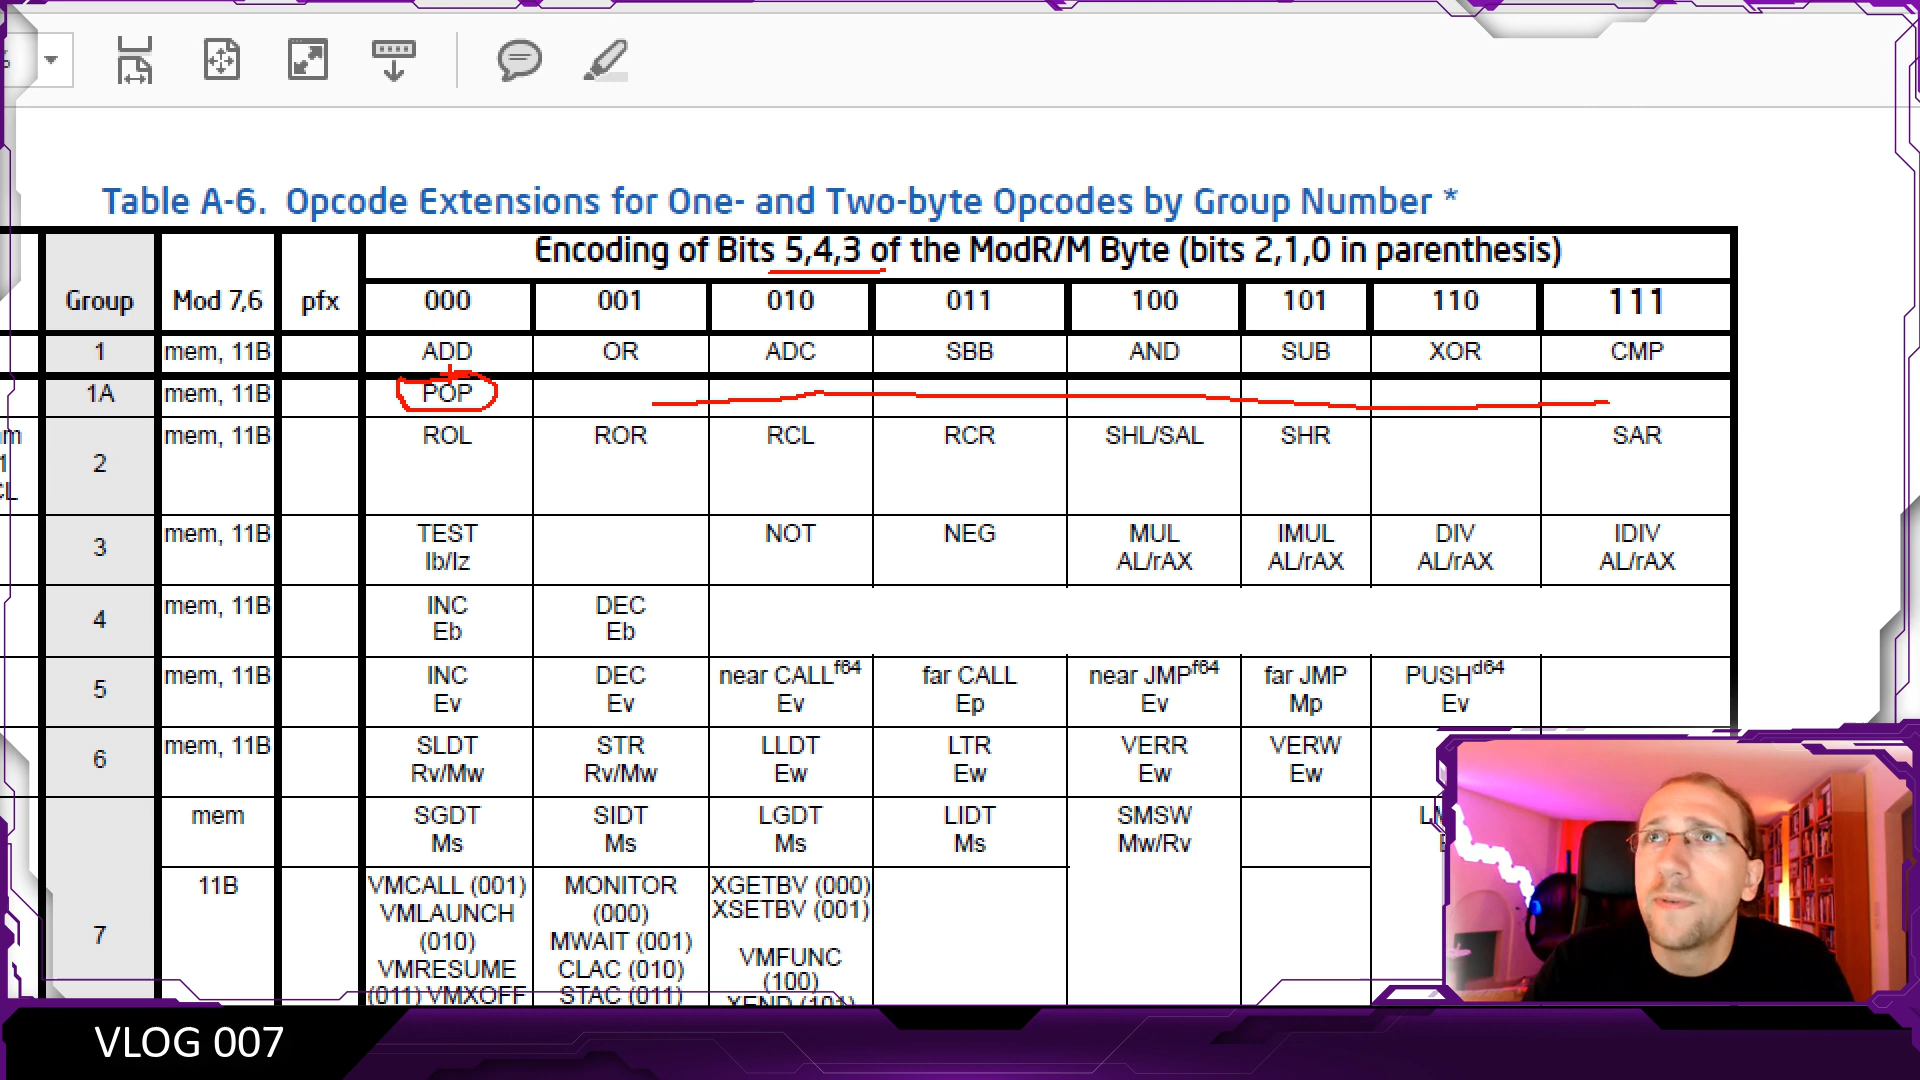 Table A-6. Opcode Extensions for One- and Two-byte Opcodes by Group Number *
Encoding of Bits 5,4,3 of the ModR/M Byte (bits 2,1,0 in parenthesis)
Group Mod 7,6 pfx 000 001 010 011 100 101 110 111
1 mem, 11B ADD OR ADC SBB AND SUB XOR CMP
1A mem, 11B POP
2 mem, 11B ROL ROR RCL RCR SHL/SAL SHR SAR
3 mem, 11B TEST NOT NEG MUL IMUL DIV IDIV
Ib/Iz AL/rAX AL/rAX AL/rAX AL/rAX
4 mem, 11B INC DEC
Eb Eb
5 mem, 11B INC DEC near CALLf64 far CALL near JMPf64 far JMP PUSHd64
Ev Ev Ev Ep Ev Mp Ev
6 mem, 11B SLDT STR LLDT LTR VERR VERW
Rv/Mw Rv/Mw Ew Ew Ew Ew
7 mem SGDT SIDT LGDT LIDT SMSW
Ms Ms Ms Ms Mw/Rv
11B VMCALL (001) MONITOR XGETBV (000)
VMLAUNCH (000) XSETBV (001)
(010) MWAIT (001)
VMRESUME CLAC (010) VMFUNC
(011) VMXOFF STAC (011) (100)
XEND (101)
VLOG 007